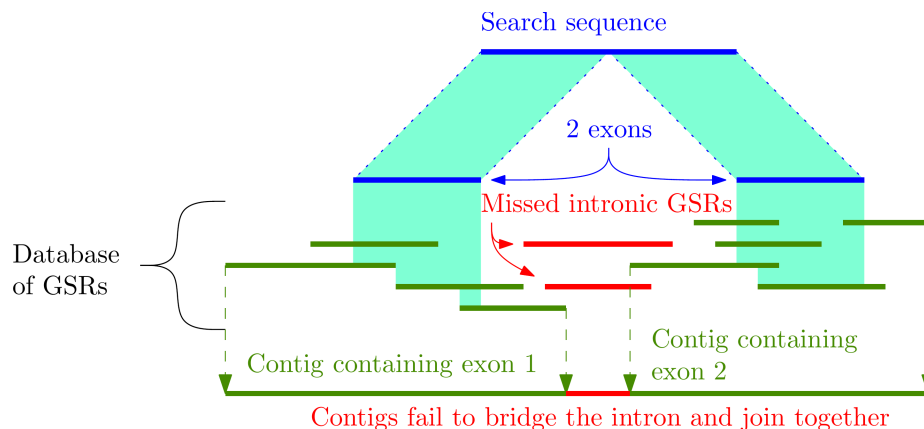 Search sequence
2 exons
Missed intronic GSRs
Database
of GSRs
Contig containing exon 1
Contig containing
exon 2
Contigs fail to bridge the intron and join together